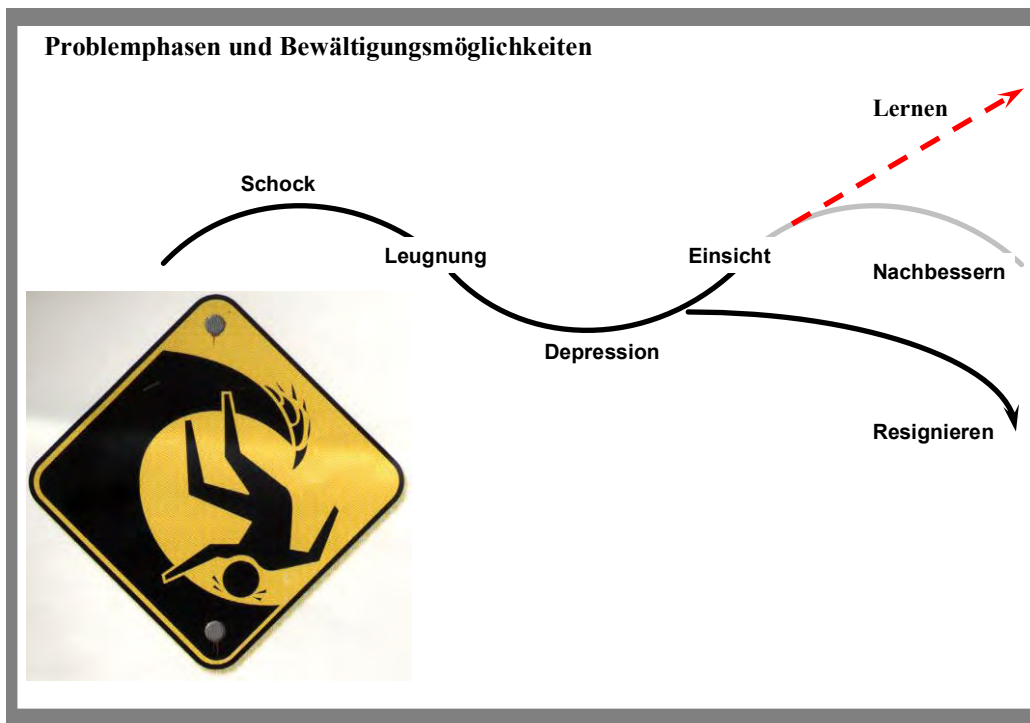 Problemphasen und Bewältigungsmöglichkeiten
Lernen
Schock
Leugnung
Einsicht
Nachbessern
Depression
Resignieren